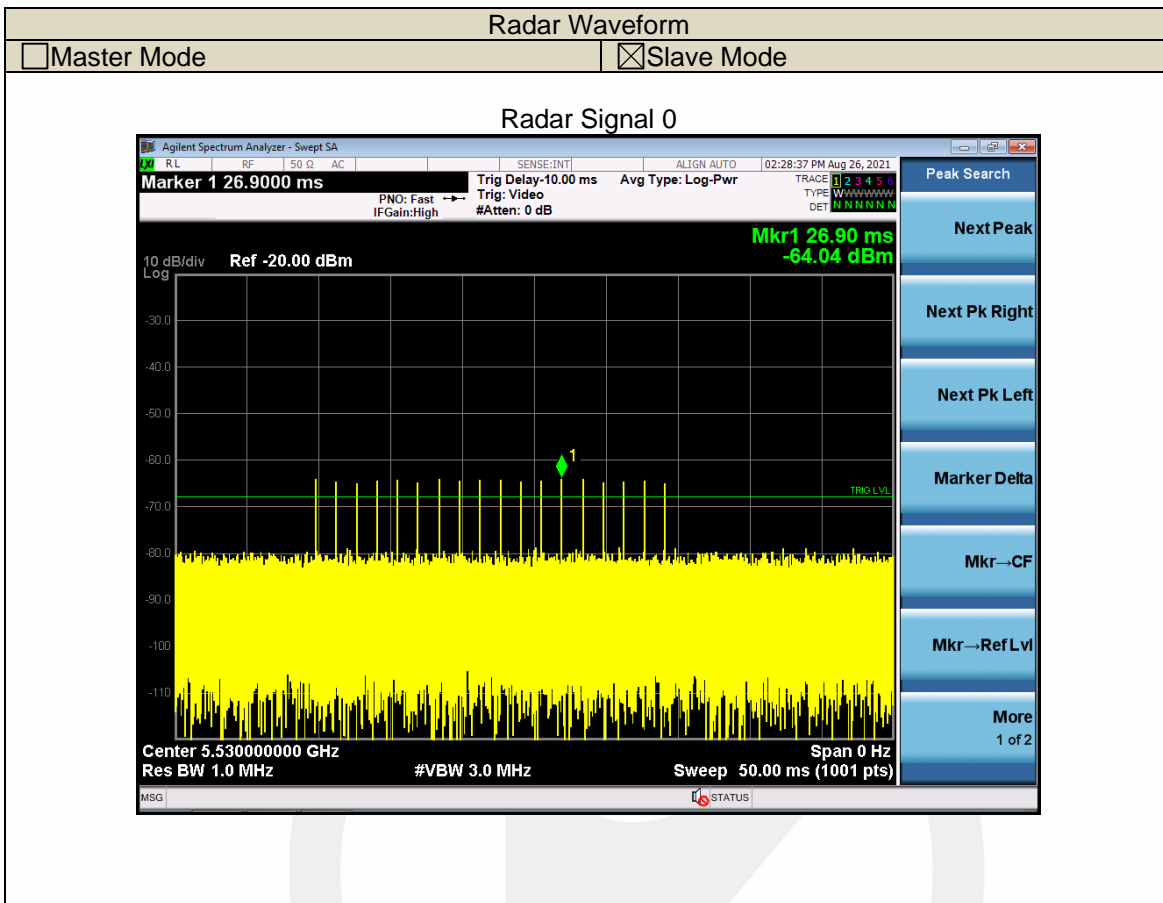 Radar Waveform
Master Mode
Slave Mode
Radar Signal 0
Agilent Spectrum Analyzer - Swept SA
LXI RL RF 50 Ω AC SENSE:INT ALIGN AUTO 02:28:37 PM Aug 26, 2021
Marker 1 26.9000 ms
PNO: Fast
IFGain:High
Trig Delay-10.00 ms
Trig: Video
#Atten: 0 dB
Avg Type: Log-Pwr
TRACE 1 2 3 4 5 6
TYPE WWWWWW
DET N N N N N N
Peak Search
Mkr1 26.90 ms
-64.04 dBm
10 dB/div Ref -20.00 dBm
Log
-30.0
-40.0
-50.0
-60.0
-70.0
-80.0
-90.0
-100
-110
1
TRIG LVL
Center 5.530000000 GHz Span 0 Hz
Res BW 1.0 MHz #VBW 3.0 MHz Sweep 50.00 ms (1001 pts)
MSG STATUS
Next Peak
Next Pk Right
Next Pk Left
Marker Delta
Mkr→CF
Mkr→Ref Lvl
More
1 of 2